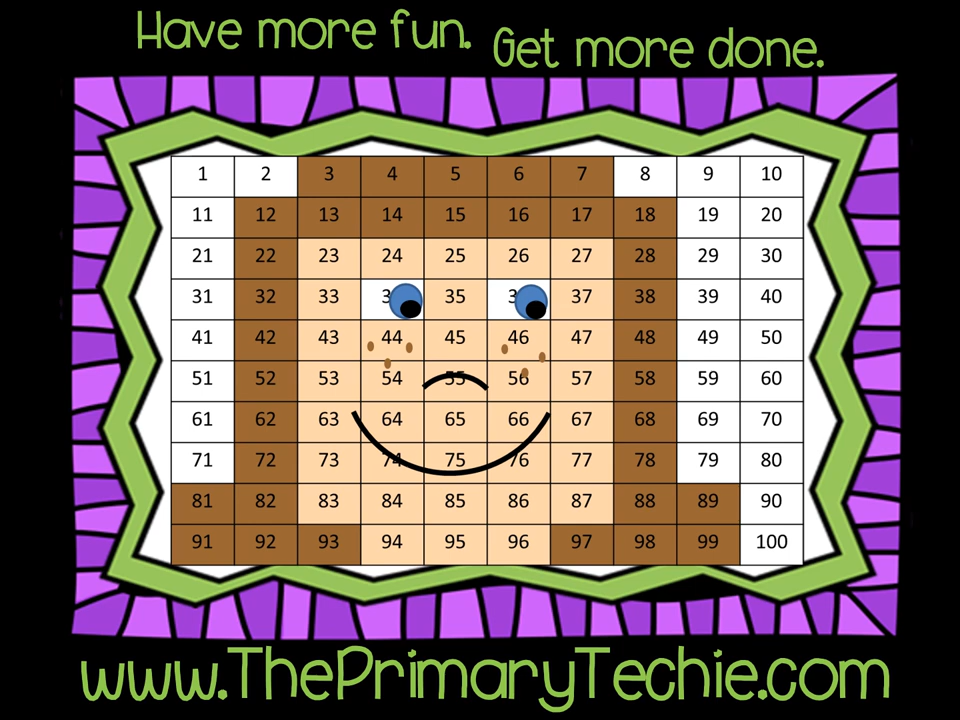 Have more fun. Get more done.
1 2 3 4 5 6 7 8 9 10
11 12 13 14 15 16 17 18 19 20
21 22 23 24 25 26 27 28 29 30
31 32 33 35 37 38 39 40
41 42 43 44 45 46 47 48 49 50
51 52 53 54 55 56 57 58 59 60
61 62 63 64 65 66 67 68 69 70
71 72 73 74 75 76 77 78 79 80
81 82 83 84 85 86 87 88 89 90
91 92 93 94 95 96 97 98 99 100
www.ThePrimaryTechie.com